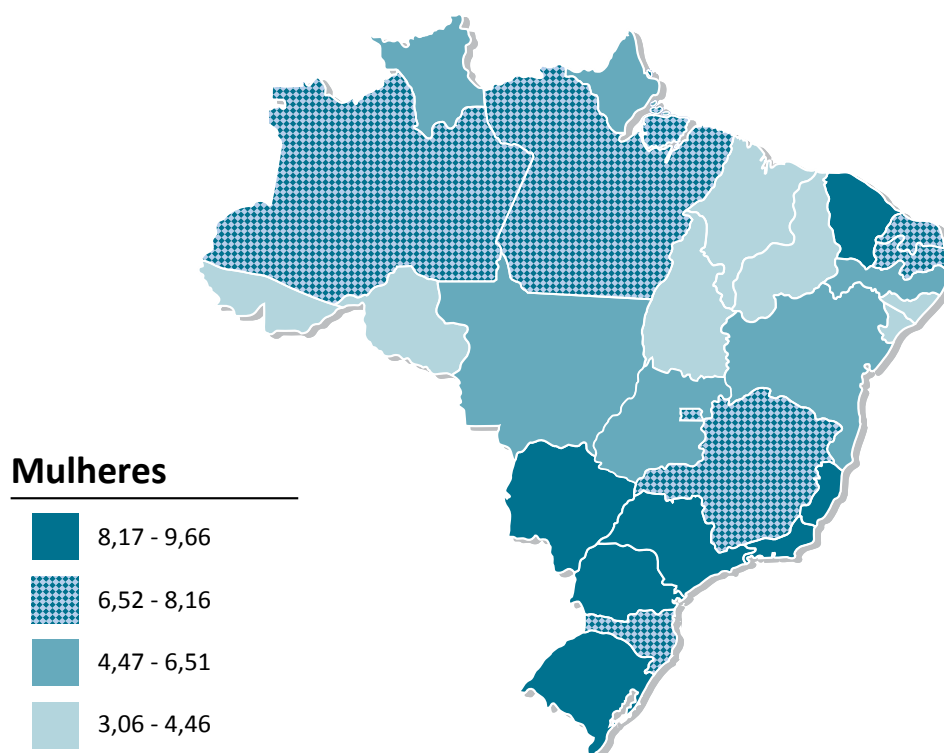 Mulheres
8,17 - 9,66
6,52 - 8,16
4,47 - 6,51
3,06 - 4,46